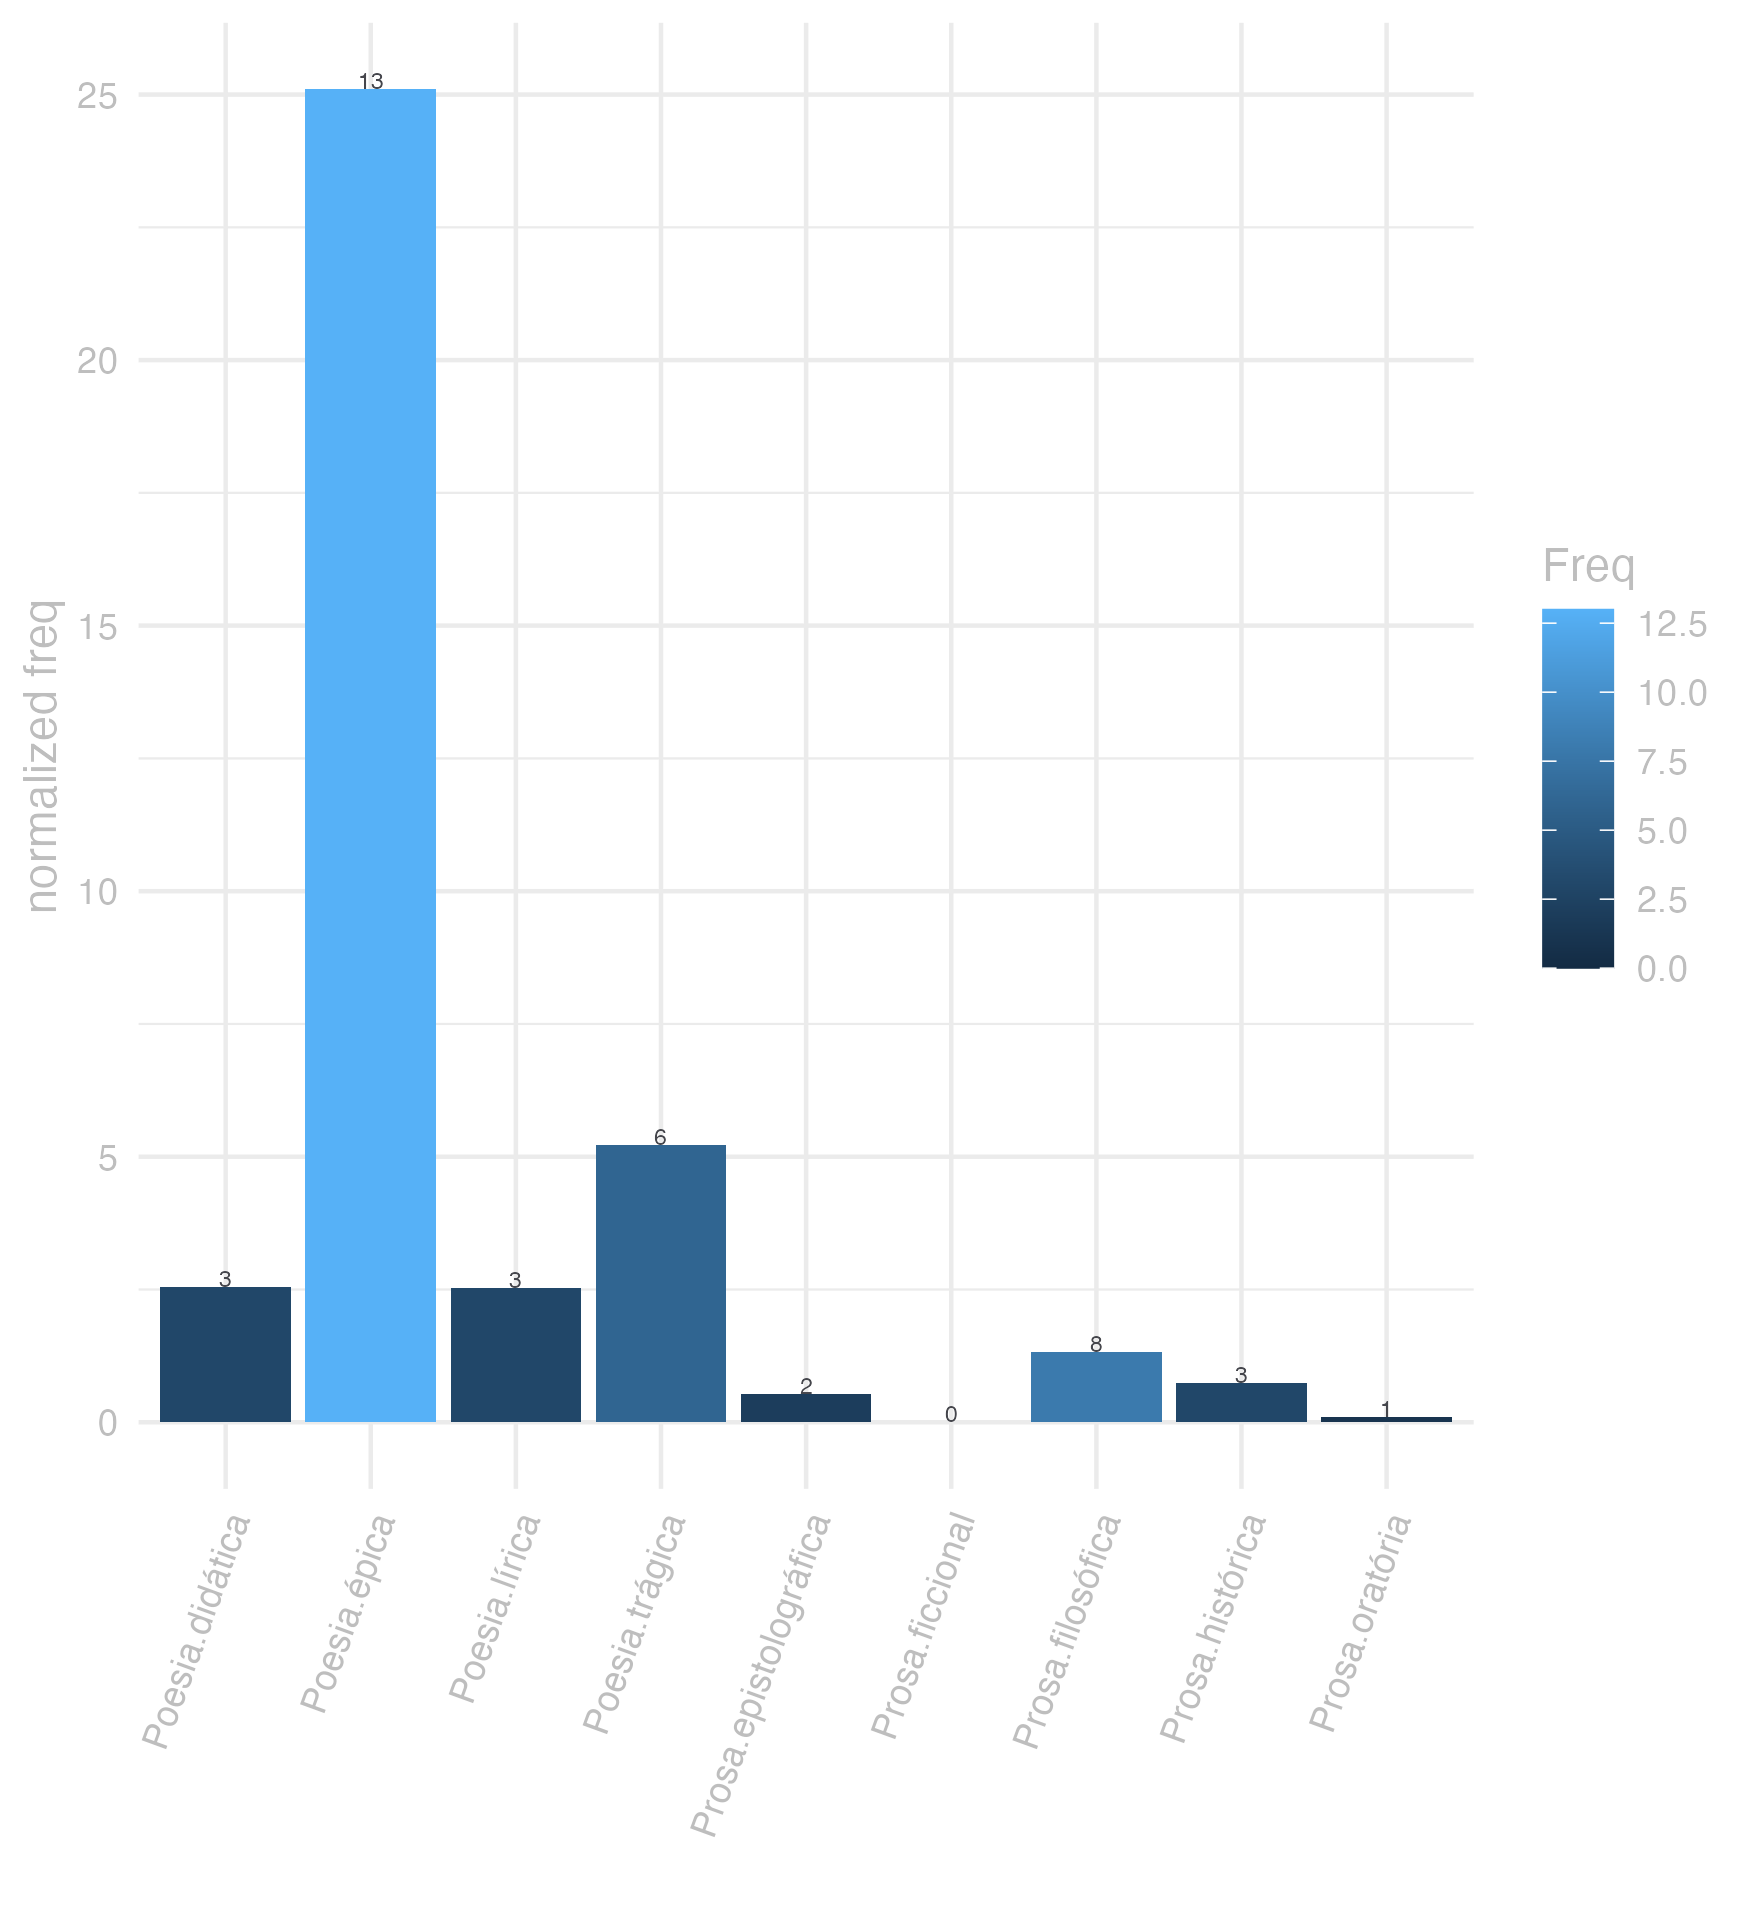 normalized freq
25
20
15
10
5
0
3
13
3
6
2
0
8
3
1
Poesia.didática
Poesia.épica
Poesia.lírica
Poesia.trágica
Prosa.epistolográfica
Prosa.ficcional
Prosa.filosófica
Prosa.histórica
Prosa.oratória
Freq
12.5
10.0
7.5
5.0
2.5
0.0